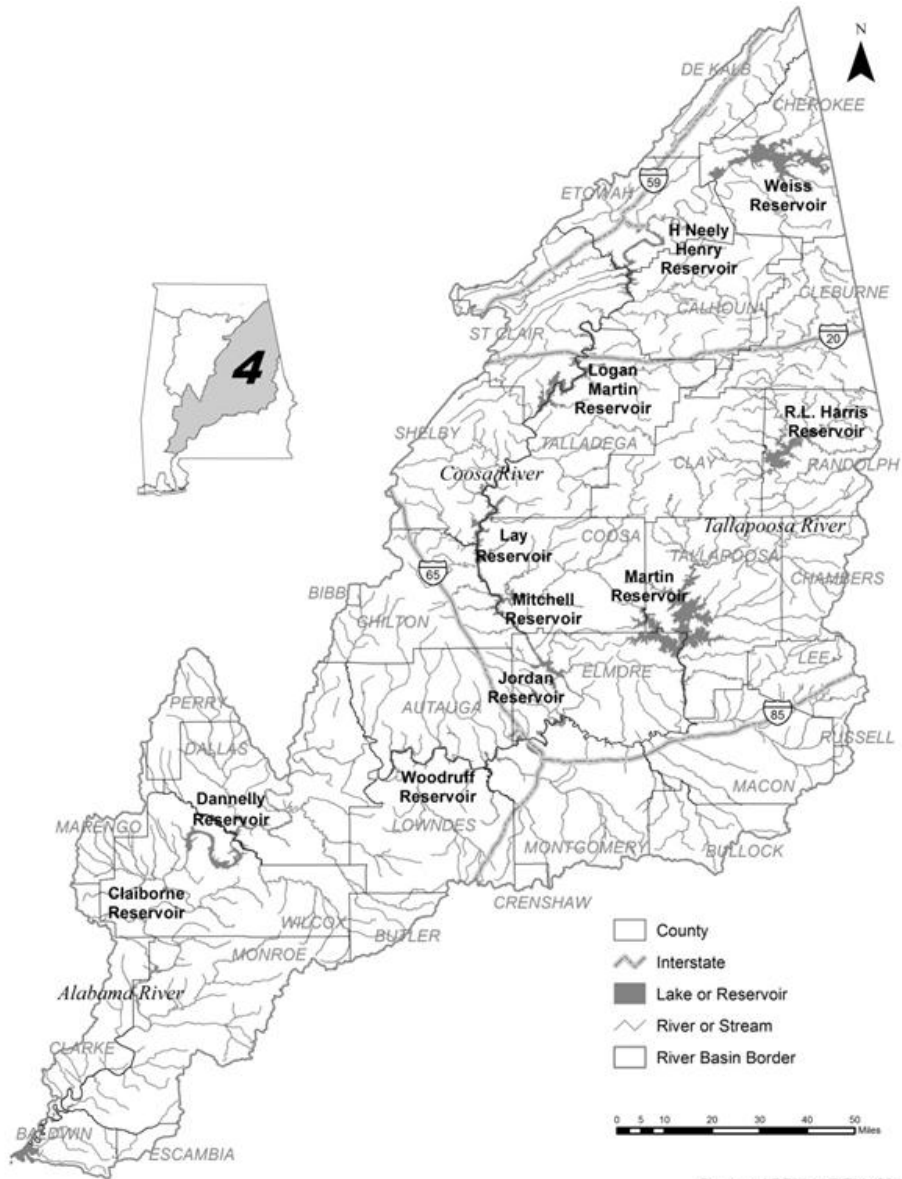 N
DE KALB
CHEROKEE
59
Weiss
Reservoir
ETOWAH
H Neely
Henry
Reservoir
CLEBURNE
CALHOUN
ST CLAIR
20
4
Logan
Martin
Reservoir
R.L. Harris
Reservoir
SHELBY
TALLADEGA
CLAY
RANDOLPH
Coosa River
Tallapoosa River
Lay
Reservoir
COOSA
TALLAPOOSA
65
Martin
Reservoir
CHAMBERS
BIBB
Mitchell
Reservoir
CHILTON
LEE
Jordan
Reservoir
ELMORE
PERRY
AUTAUGA
85
RUSSELL
DALLAS
Woodruff
Reservoir
MACON
Dannelly
Reservoir
MARENGO
LOWNDES
MONTGOMERY
BULLOCK
Claiborne
Reservoir
CRENSHAW
WILCOX
BUTLER
MONROE
Alabama River
CLARKE
BALDWIN
ESCAMBIA
County
Interstate
Lake or Reservoir
River or Stream
River Basin Border
0 5 10 20 30 40 50
Miles